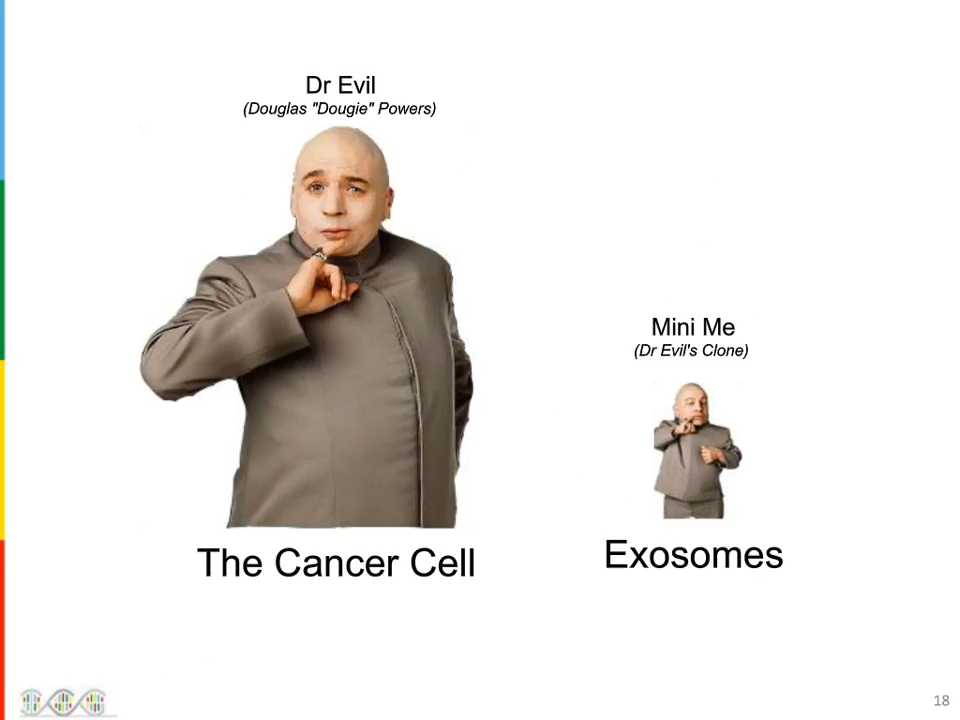 Dr Evil
(Douglas "Dougie" Powers)
Mini Me
(Dr Evil's Clone)
The Cancer Cell
Exosomes
18